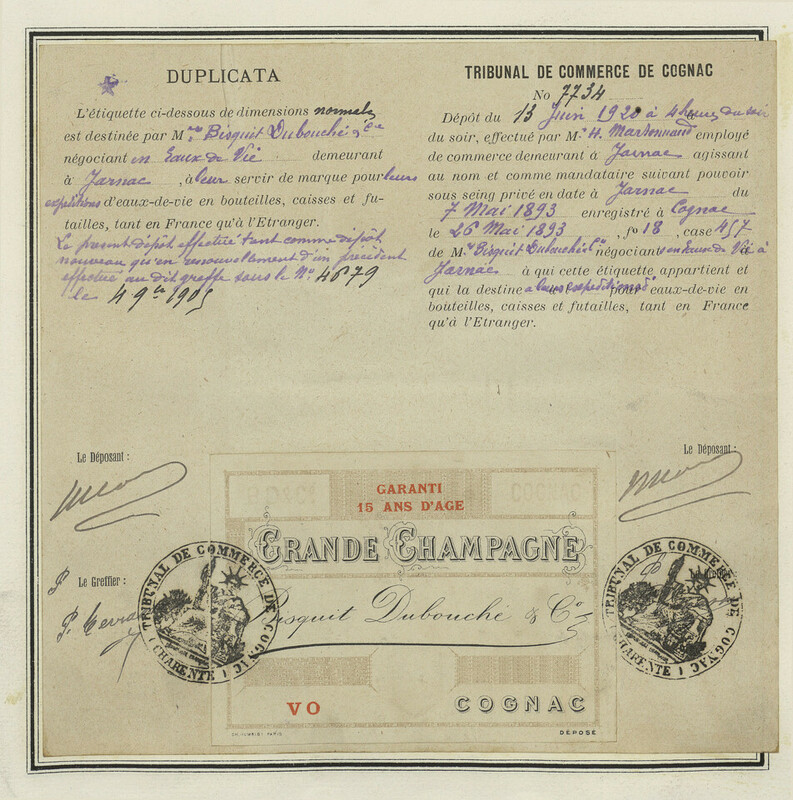 DUPLICATA
L'étiquette ci-dessous de dimensions normales
est destinée par M.rs Bisquit Dubouché & Cie
négociant en Eaux de Vie demeurant
à Jarnac, à leur servir de marque pour leurs
expéditions d'eaux-de-vie en bouteilles, caisses et fu-
tailles, tant en France qu'à l'Etranger.
Le présent dépôt effectué tant comme dépôt
nouveau qu'en renouvellement d'un précédent
effectué au dit greffe sous le No. 4679
le 4 9bre 1905
TRIBUNAL DE COMMERCE DE COGNAC
No 7734
Dépôt du 13 Juin 1920 à 4 heures du soir
du soir, effectué par M.r H. employé
de commerce demeurant à Jarnac agissant
au nom et comme mandataire suivant pouvoir
sous seing privé en date à Jarnac du
7 Mai 1893 enregistré à Cognac
le 26 Mai 1893, fo 18, case 457
de M.rs Bisquit Dubouché & Co négociants en Eaux de Vie à
Jarnac à qui cette étiquette appartient et
qui la destine à leurs expéditions d'eaux-de-vie en
bouteilles, caisses et futailles, tant en France
qu'à l'Etranger.
Le Déposant :
Le Déposant :
GARANTI
15 ANS D'AGE
GRANDE CHAMPAGNE
Bisquit Dubouché & Co
VO
COGNAC
DÉPOSÉ
Le Greffier :
TRIBUNAL DE COMMERCE DE COGNAC
(CHARENTE)
TRIBUNAL DE COMMERCE DE COGNAC
(CHARENTE)